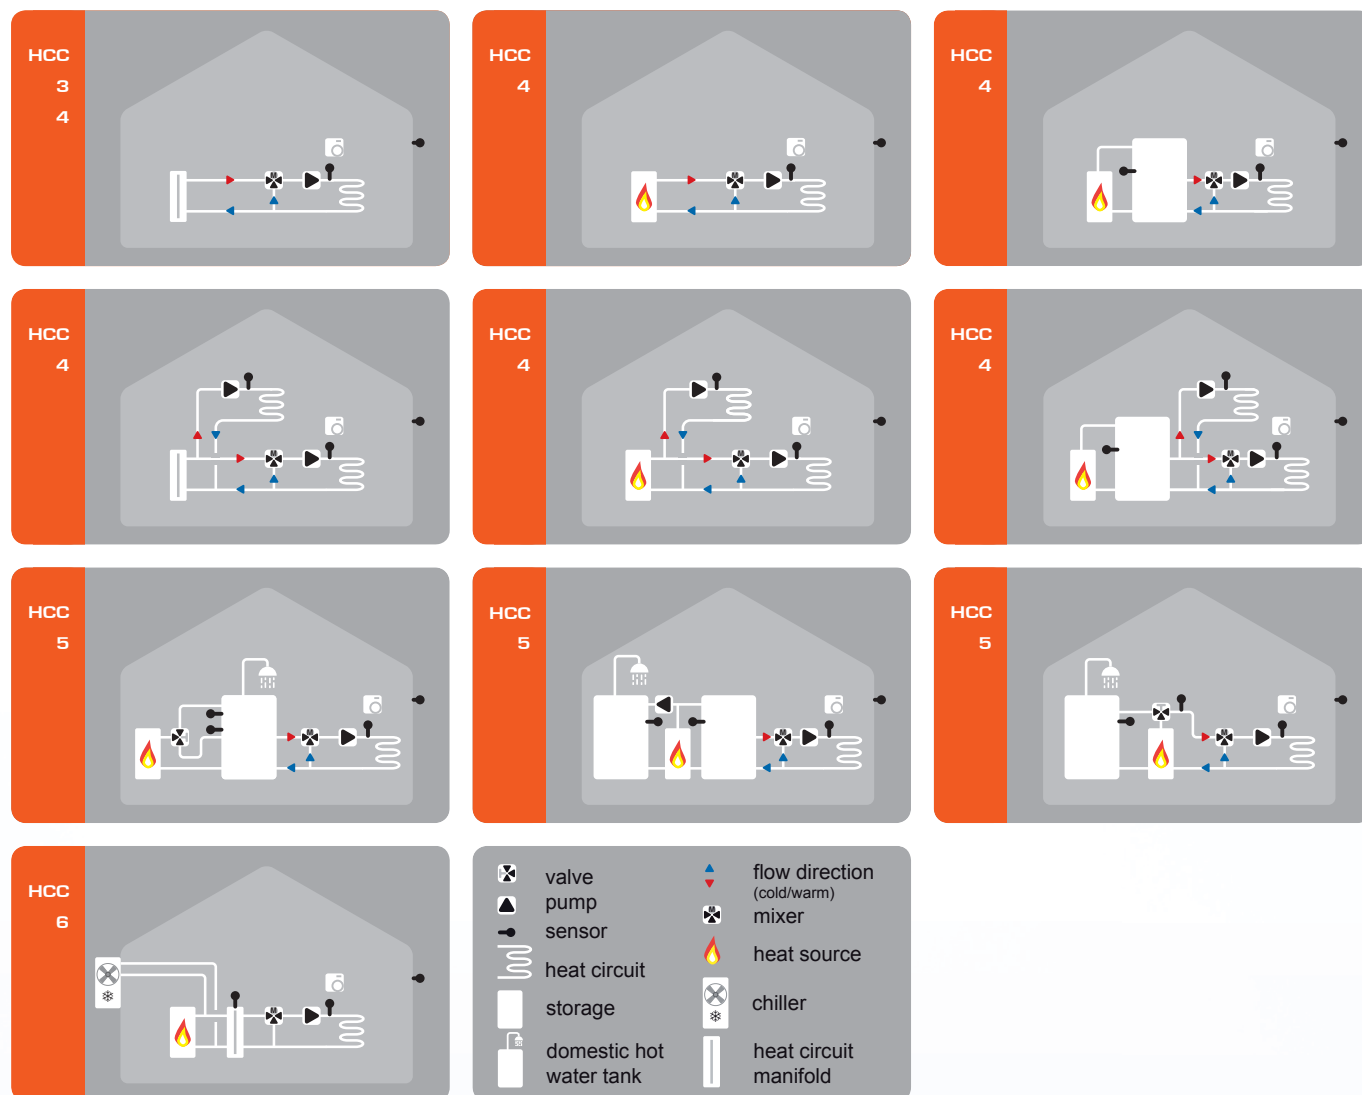 HCC
3
4
HCC
4
HCC
4
HCC
4
HCC
4
HCC
4
HCC
5
HCC
5
HCC
5
HCC
6
valve
pump
sensor
heat circuit
storage
domestic hot
water tank
flow direction
(cold/warm)
mixer
heat source
chiller
heat circuit
manifold